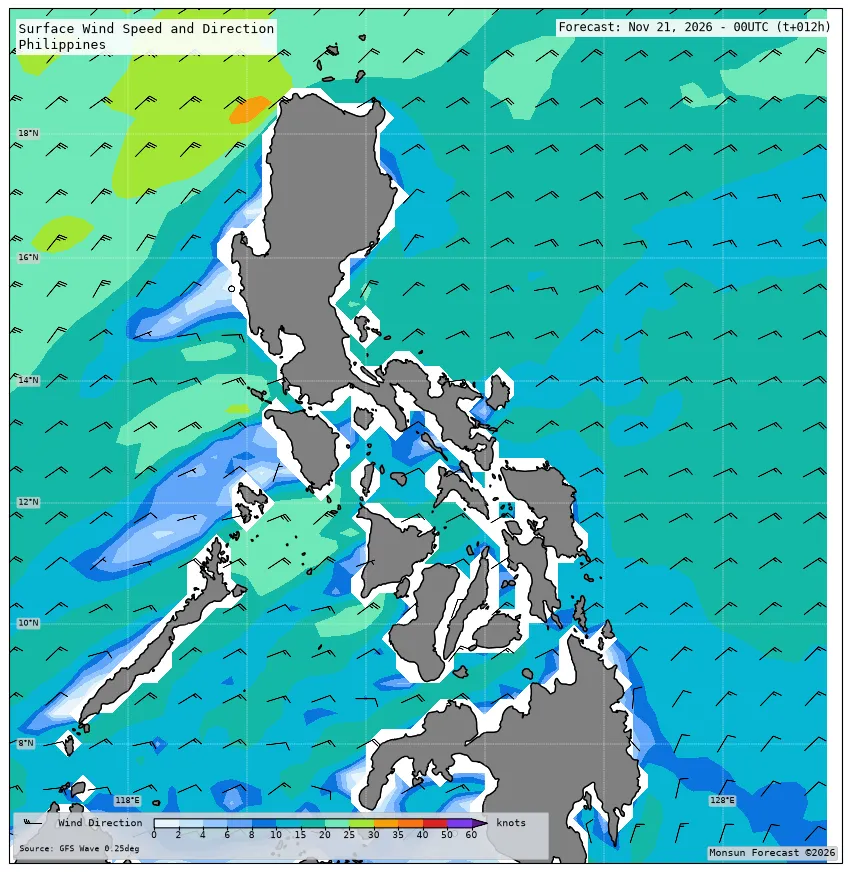 Surface Wind Speed and Direction
Philippines
Forecast: Nov 21, 2026 - 00UTC (t+012h)
18°N
16°N
14°N
12°N
10°N
8°N
118°E
128°E
Wind Direction
knots
0 2 4 6 8 10 15 20 25 30 35 40 50 60
Source: GFS Wave 0.25deg
Monsun Forecast ©2026